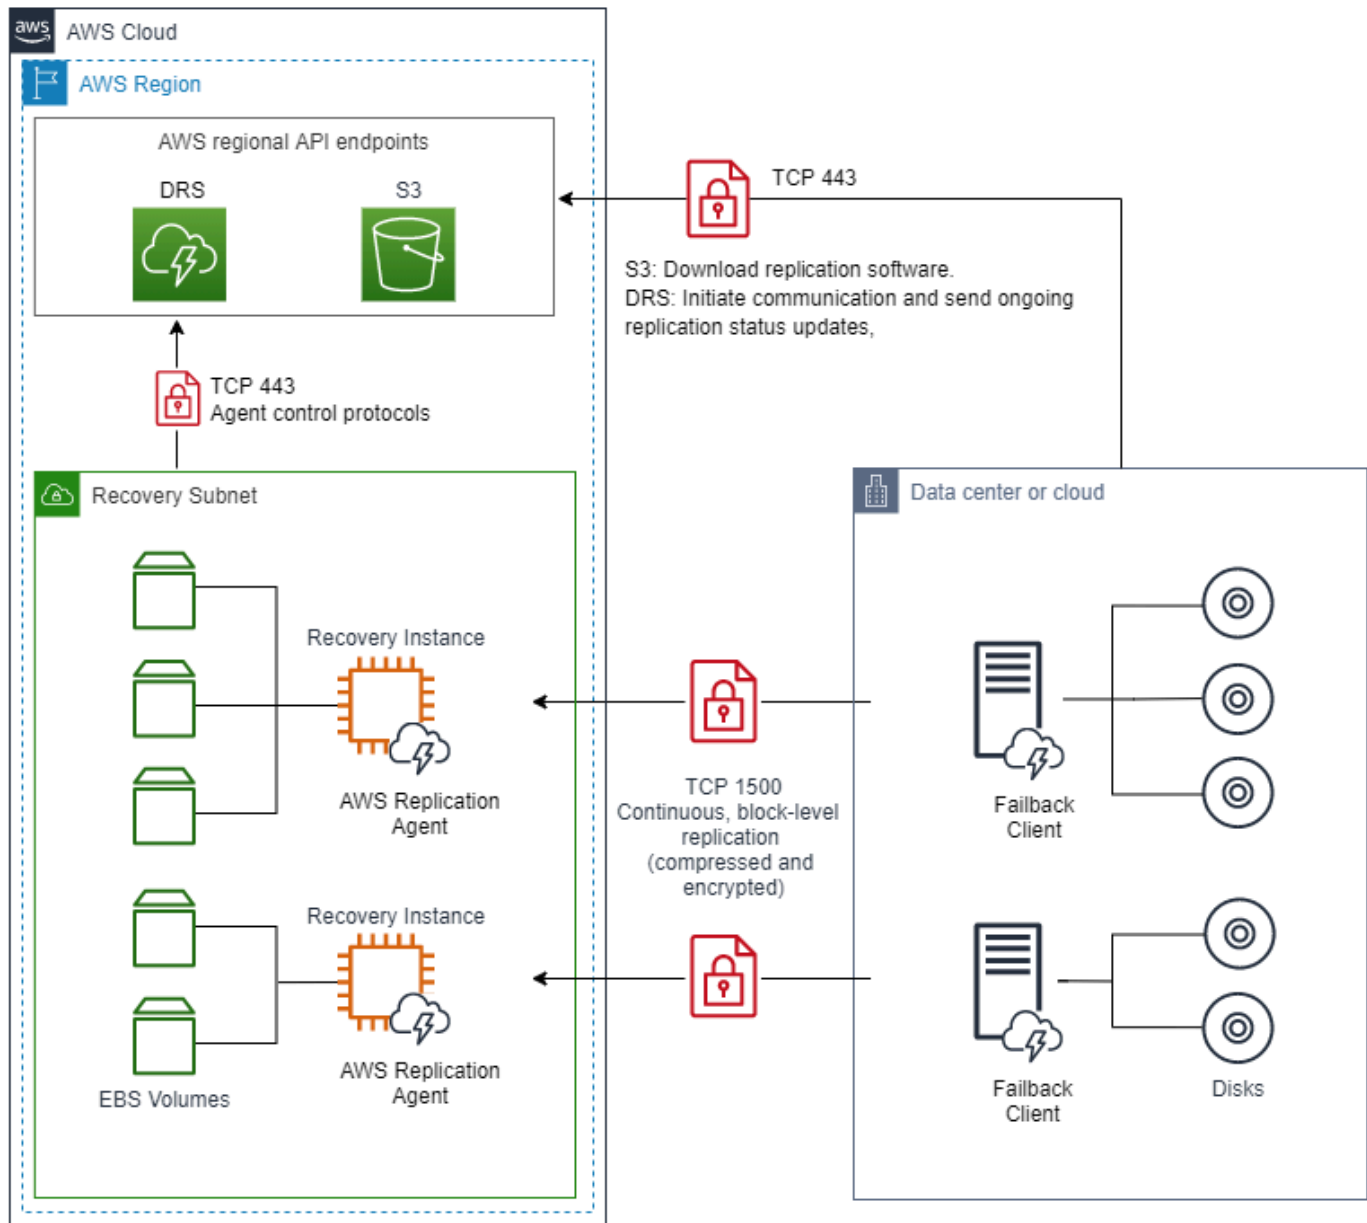 aws
AWS Cloud
AWS Region
AWS regional API endpoints
DRS
S3
TCP 443
S3: Download replication software.
DRS: Initiate communication and send ongoing
replication status updates,
TCP 443
Agent control protocols
Recovery Subnet
Data center or cloud
Recovery Instance
AWS Replication
Agent
TCP 1500
Continuous, block-level
replication
(compressed and
encrypted)
Failback
Client
Recovery Instance
AWS Replication
Agent
EBS Volumes
Failback
Client
Disks